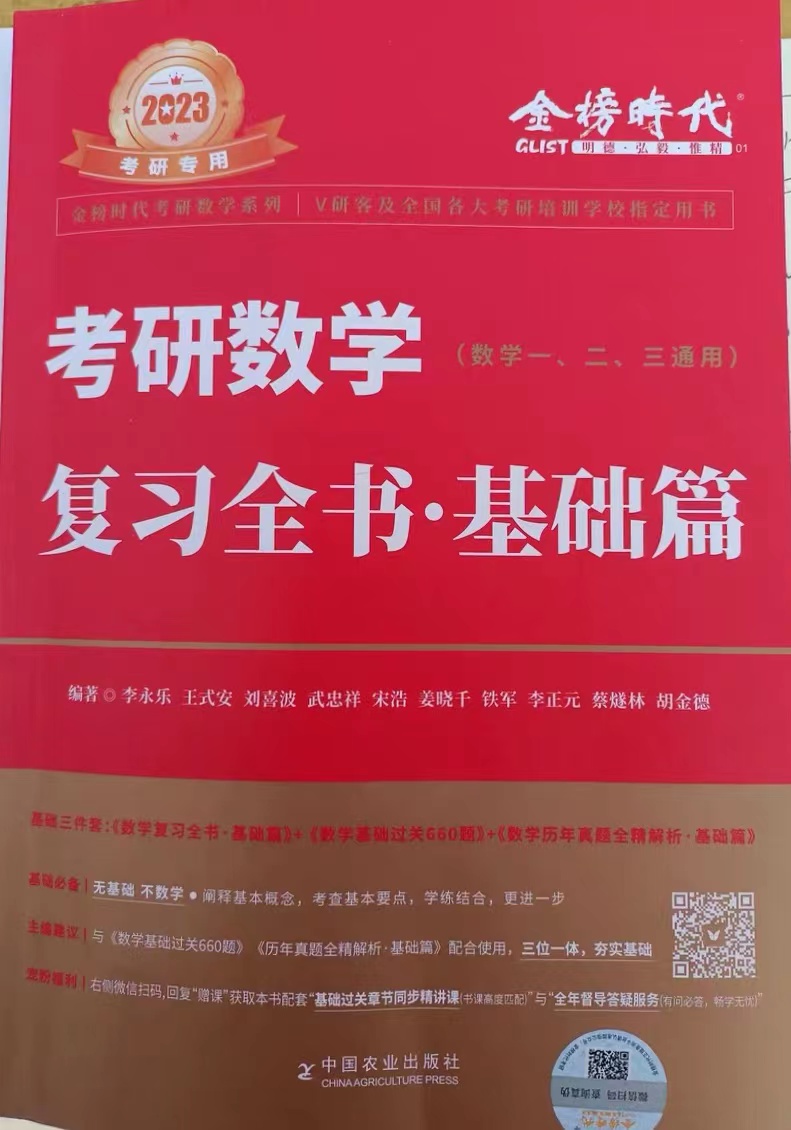 2023
考研专用
金榜時代®
GLIST 明德·弘毅·惟精 01
金榜时代考研数学系列 | V研客及全国各大考研培训学校指定用书
考研数学 (数学一、二、三通用)
复习全书·基础篇
编著◎李永乐 王式安 刘喜波 武忠祥 宋浩 姜晓千 铁军 李正元 蔡燧林 胡金德
基础三件套:《数学复习全书·基础篇》+《数学基础过关660题》+《数学历年真题全精解析·基础篇》
基础必备 | 无基础 不数学 ● 阐释基本概念，考查基本要点，学练结合，更进一步
主编建议 | 与《数学基础过关660题》《历年真题全精解析·基础篇》配合使用，三位一体，夯实基础
宠粉福利 | 右侧微信扫码,回复“赠课”获取本书配套“基础过关章节同步精讲课(书课高度匹配)”与“全年督导答疑服务(有问必答，畅学无忧)”
中国农业出版社
CHINA AGRICULTURE PRESS
微信扫码 查询真伪
金榜時代